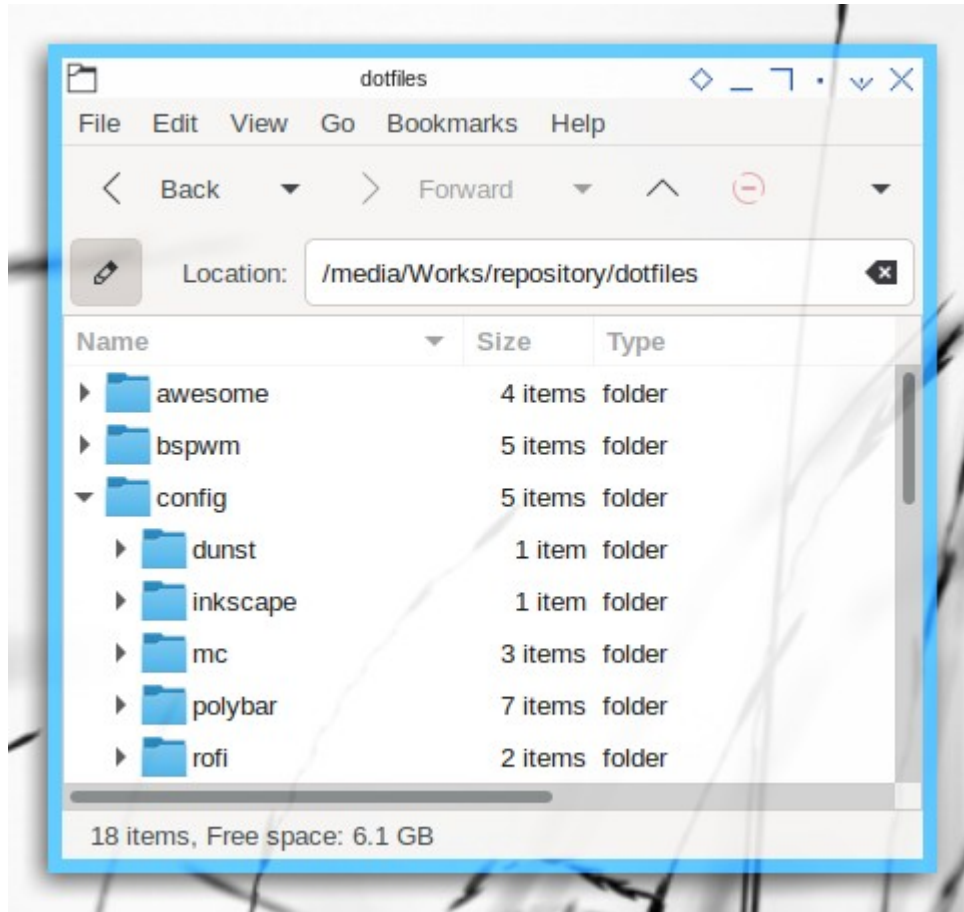 dotfiles
File Edit View Go Bookmarks Help
Back Forward
Location: /media/Works/repository/dotfiles
Name Size Type
awesome 4 items folder
bspwm 5 items folder
config 5 items folder
dunst 1 item folder
inkscape 1 item folder
mc 3 items folder
polybar 7 items folder
rofi 2 items folder
18 items, Free space: 6.1 GB